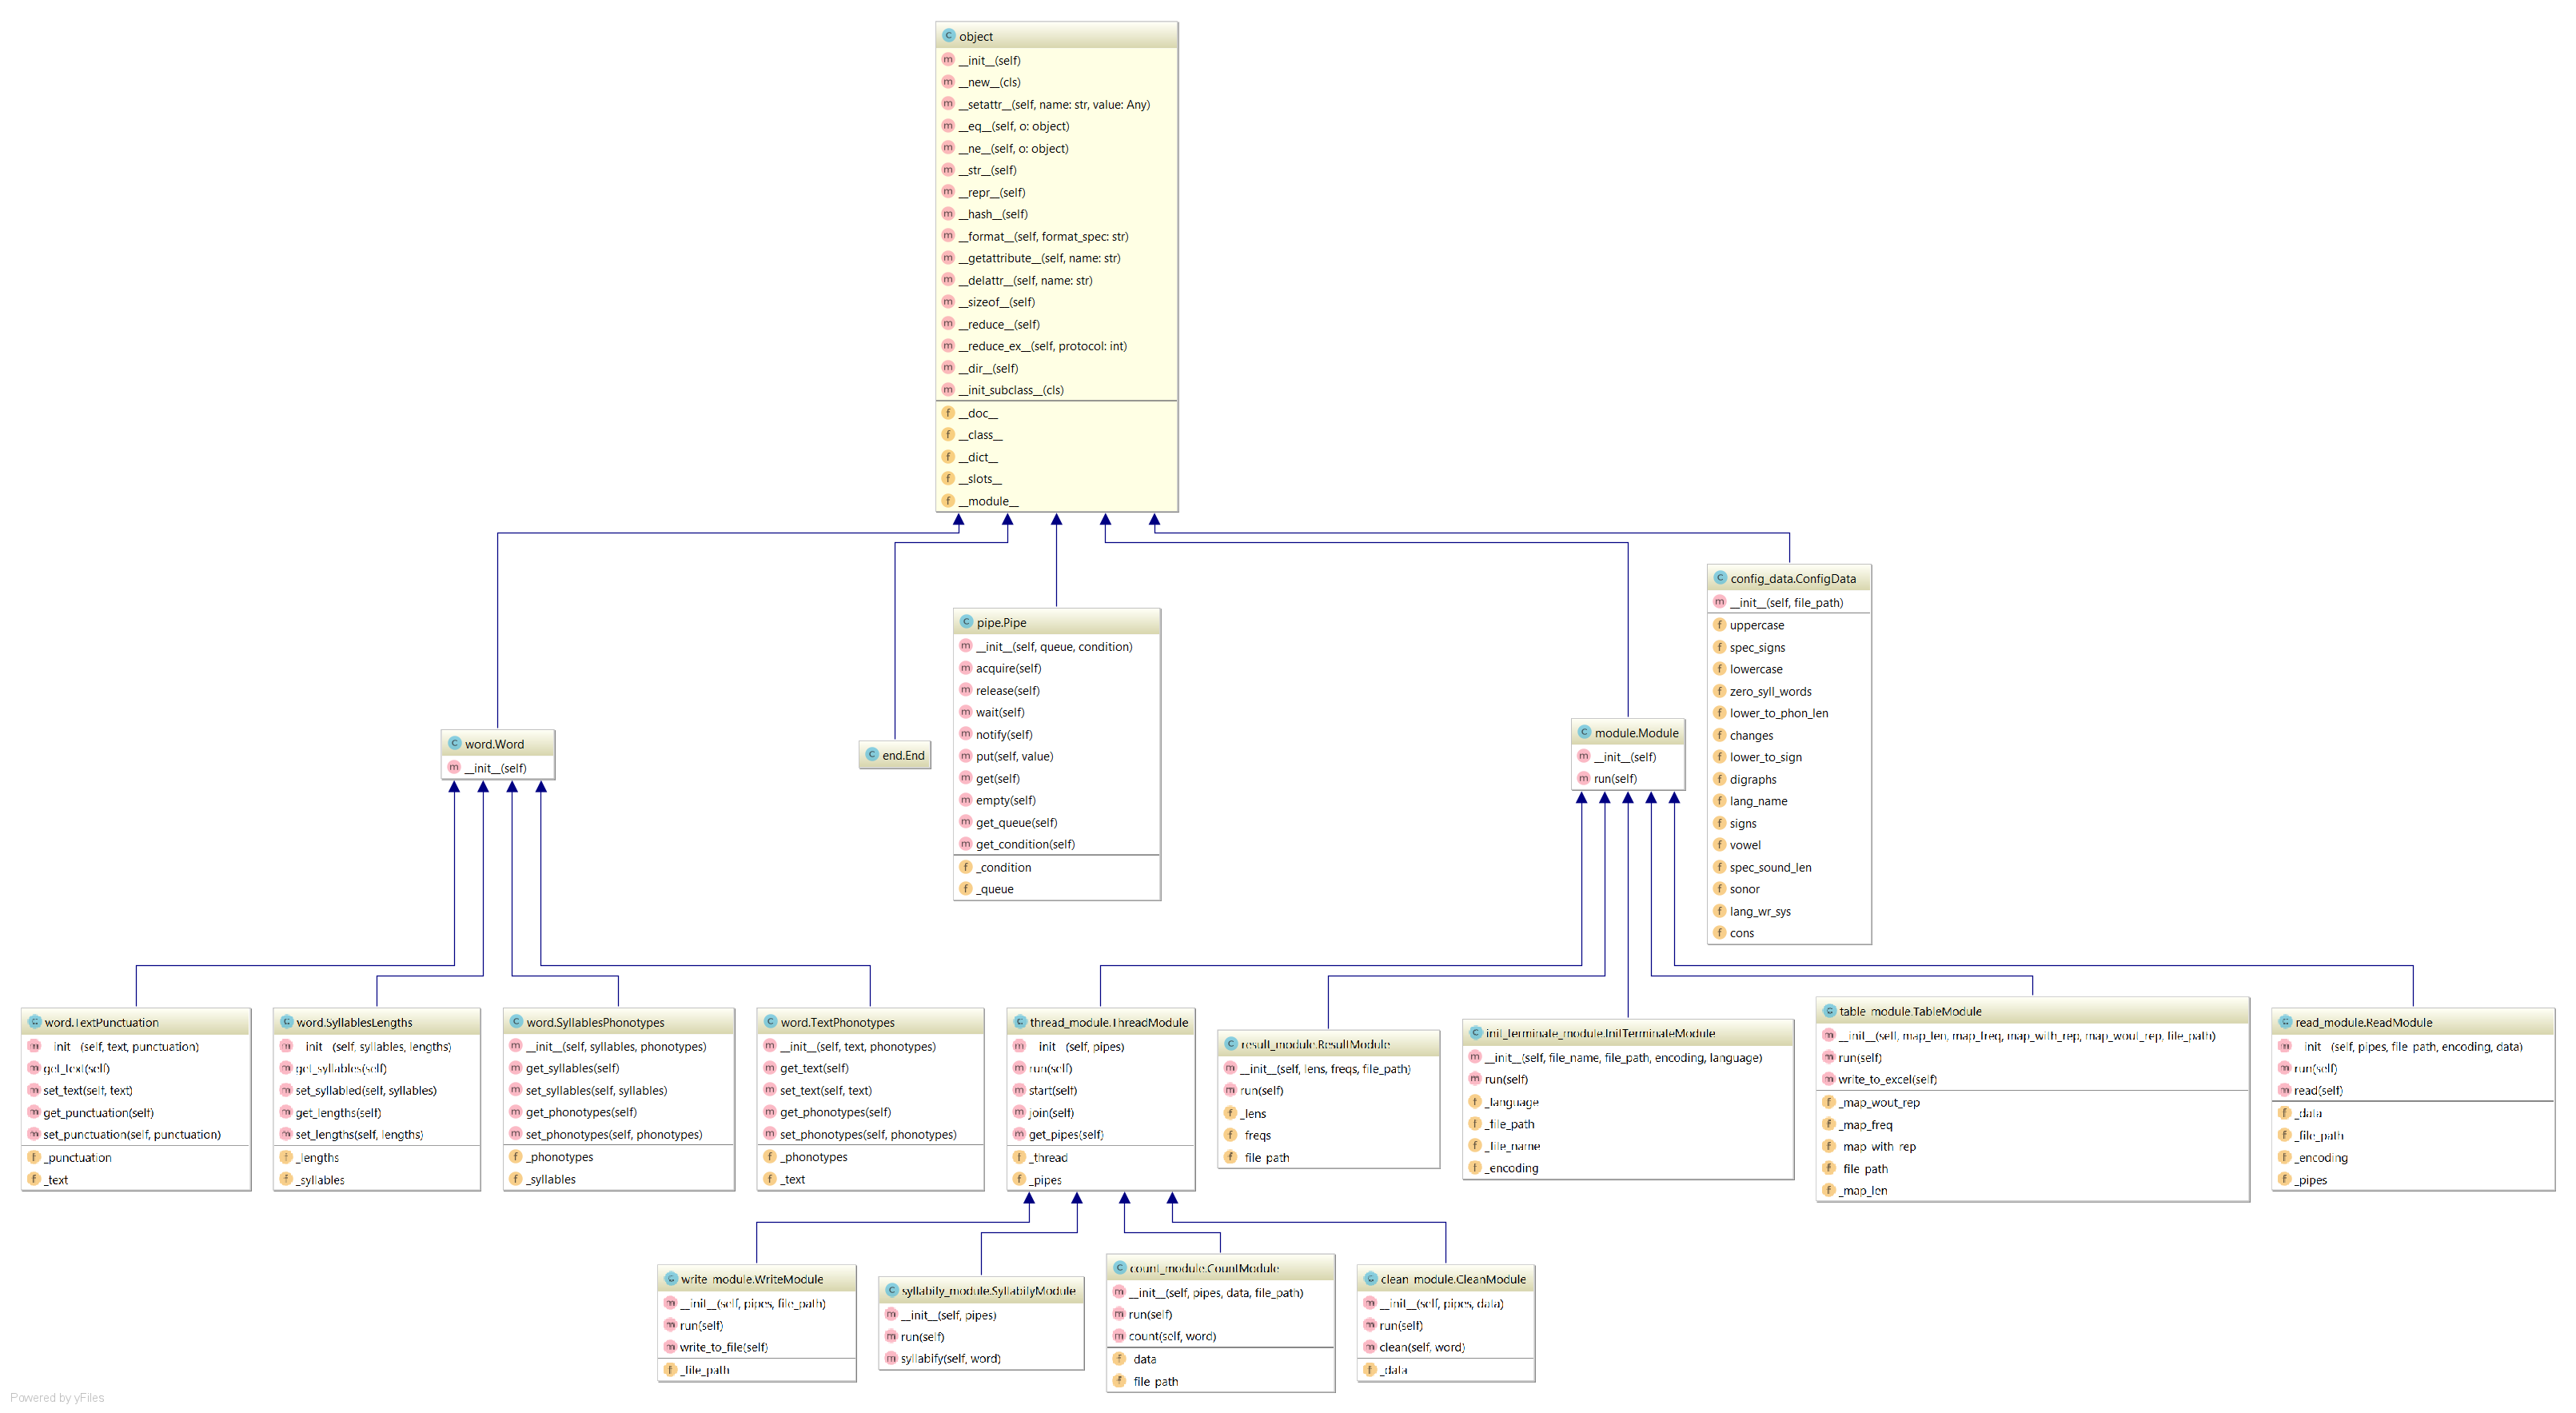 object
__init__(self)
__new__(cls)
__setattr__(self, name: str, value: Any)
__eq__(self, o: object)
__ne__(self, o: object)
__str__(self)
__repr__(self)
__hash__(self)
__format__(self, format_spec: str)
__getattribute__(self, name: str)
__delattr__(self, name: str)
__sizeof__(self)
__reduce__(self)
__reduce_ex__(self, protocol: int)
__dir__(self)
__init_subclass__(cls)
__doc__
__class__
__dict__
__slots__
__module__
word.Word
__init__(self)
end.End
pipe.Pipe
__init__(self, queue, condition)
acquire(self)
release(self)
wait(self)
notify(self)
put(self, value)
get(self)
empty(self)
get_queue(self)
get_condition(self)
_condition
_queue
module.Module
__init__(self)
run(self)
config_data.ConfigData
__init__(self, file_path)
uppercase
spec_signs
lowercase
zero_syll_words
lower_to_phon_len
changes
lower_to_sign
digraphs
lang_name
signs
vowel
spec_sound_len
sonor
lang_wr_sys
cons
word.TextPunctuation
__init__(self, text, punctuation)
get_text(self)
set_text(self, text)
get_punctuation(self)
set_punctuation(self, punctuation)
_punctuation
_text
word.SyllablesLengths
__init__(self, syllables, lengths)
get_syllables(self)
set_syllabled(self, syllables)
get_lengths(self)
set_lengths(self, lengths)
_lengths
_syllables
word.SyllablesPhonotypes
__init__(self, syllables, phonotypes)
get_syllables(self)
set_syllables(self, syllables)
get_phonotypes(self)
set_phonotypes(self, phonotypes)
_phonotypes
_syllables
word.TextPhonotypes
__init__(self, text, phonotypes)
get_text(self)
set_text(self, text)
get_phonotypes(self)
set_phonotypes(self, phonotypes)
_phonotypes
_text
thread_module.ThreadModule
__init__(self, pipes)
run(self)
start(self)
join(self)
get_pipes(self)
_thread
_pipes
result_module.ResultModule
__init__(self, lens, freqs, file_path)
run(self)
_lens
_freqs
_file_path
init_terminate_module.InitTerminateModule
__init__(self, file_name, file_path, encoding, language)
run(self)
_language
_file_path
_file_name
_encoding
table_module.TableModule
__init__(self, map_len, map_freq, map_with_rep, map_wout_rep, file_path)
run(self)
write_to_excel(self)
_map_wout_rep
_map_freq
_map_with_rep
_file_path
_map_len
read_module.ReadModule
__init__(self, pipes, file_path, encoding, data)
run(self)
read(self)
_data
_file_path
_encoding
_pipes
write_module.WriteModule
__init__(self, pipes, file_path)
run(self)
write_to_file(self)
_file_path
syllabify_module.SyllabifyModule
__init__(self, pipes)
run(self)
syllabify(self, word)
count_module.CountModule
__init__(self, pipes, data, file_path)
run(self)
count(self, word)
_data
_file_path
clean_module.CleanModule
__init__(self, pipes, data)
run(self)
clean(self, word)
_data
Powered by yFiles